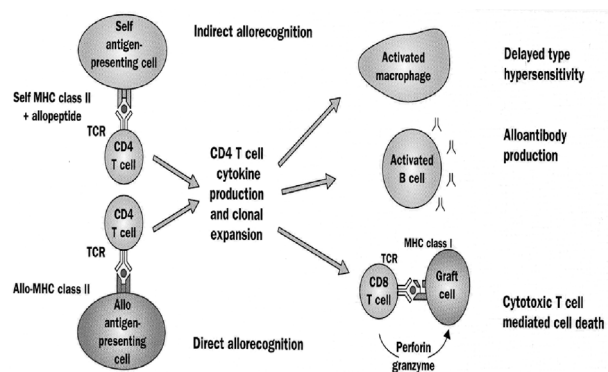 Self
antigen-
presenting cell
Indirect allorecognition
Self MHC class II
+ allopeptide
TCR
CD4
T cell
CD4
T cell
TCR
Allo-MHC class II
Allo
antigen-
presenting
cell
Direct allorecognition
CD4 T cell
cytokine
production
and clonal
expansion
Activated
macrophage
Delayed type
hypersensitivity
Activated
B cell
Alloantibody
production
MHC class I
TCR
CD8
T cell
Graft
cell
Perforin
granzyme
Cytotoxic T cell
mediated cell death